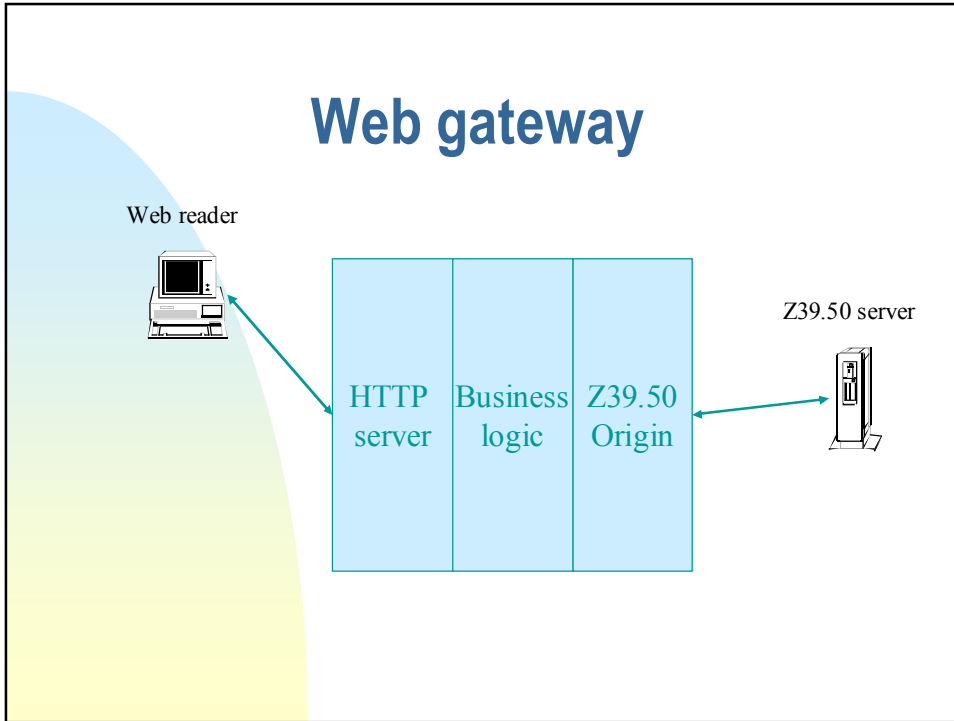 Web gateway
Web reader
Z39.50 server
HTTP
server
Business
logic
Z39.50
Origin